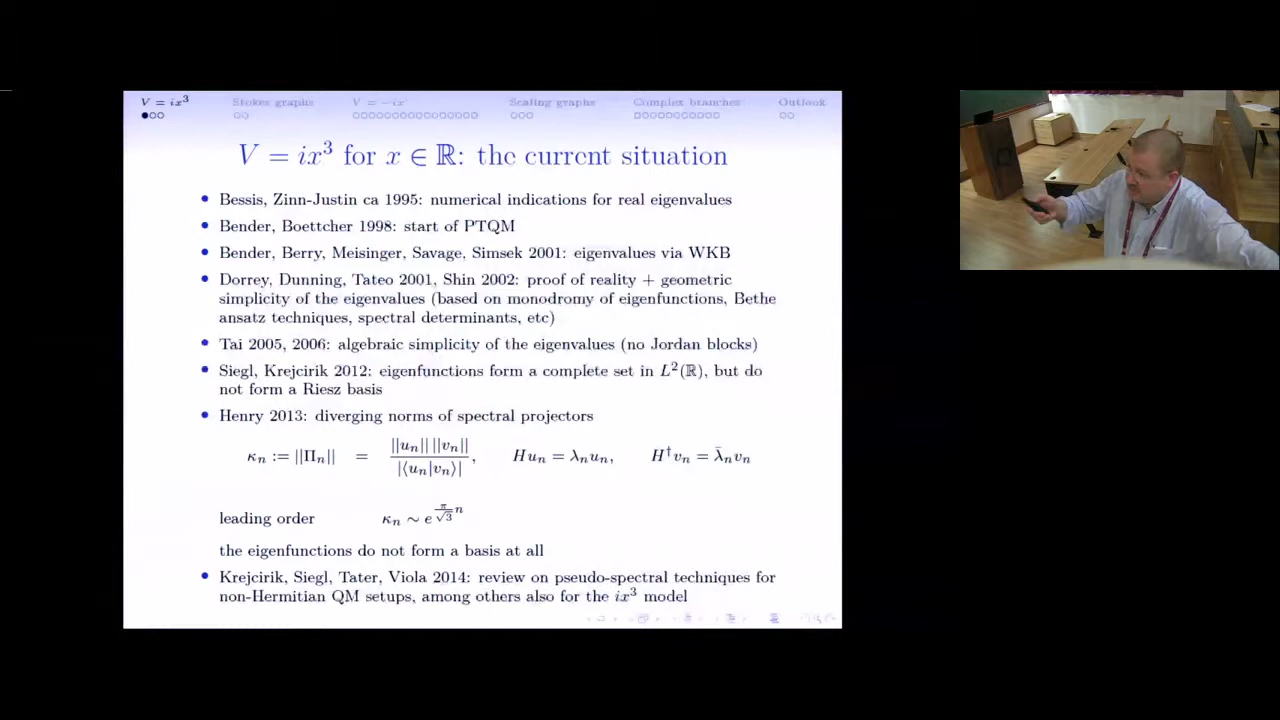 V = ix³ Stokes graphs V = −ix Scaling graphs Complex branches Outlook
V = ix³ for x ∈ ℝ: the current situation
• Bessis, Zinn-Justin ca 1995: numerical indications for real eigenvalues
• Bender, Boettcher 1998: start of PTQM
• Bender, Berry, Meisinger, Savage, Simsek 2001: eigenvalues via WKB
• Dorrey, Dunning, Tateo 2001, Shin 2002: proof of reality + geometric
simplicity of the eigenvalues (based on monodromy of eigenfunctions, Bethe
ansatz techniques, spectral determinants, etc)
• Tai 2005, 2006: algebraic simplicity of the eigenvalues (no Jordan blocks)
• Siegl, Krejcirik 2012: eigenfunctions form a complete set in L²(ℝ), but do
not form a Riesz basis
• Henry 2013: diverging norms of spectral projectors
κₙ := ||Πₙ|| = ||uₙ|| ||vₙ|| / |⟨uₙ|vₙ⟩|, Huₙ = λₙuₙ, H†vₙ = λ̄ₙvₙ
leading order κₙ ∼ e^{π/√3 n}
the eigenfunctions do not form a basis at all
• Krejcirik, Siegl, Tater, Viola 2014: review on pseudo-spectral techniques for
non-Hermitian QM setups, among others also for the ix³ model